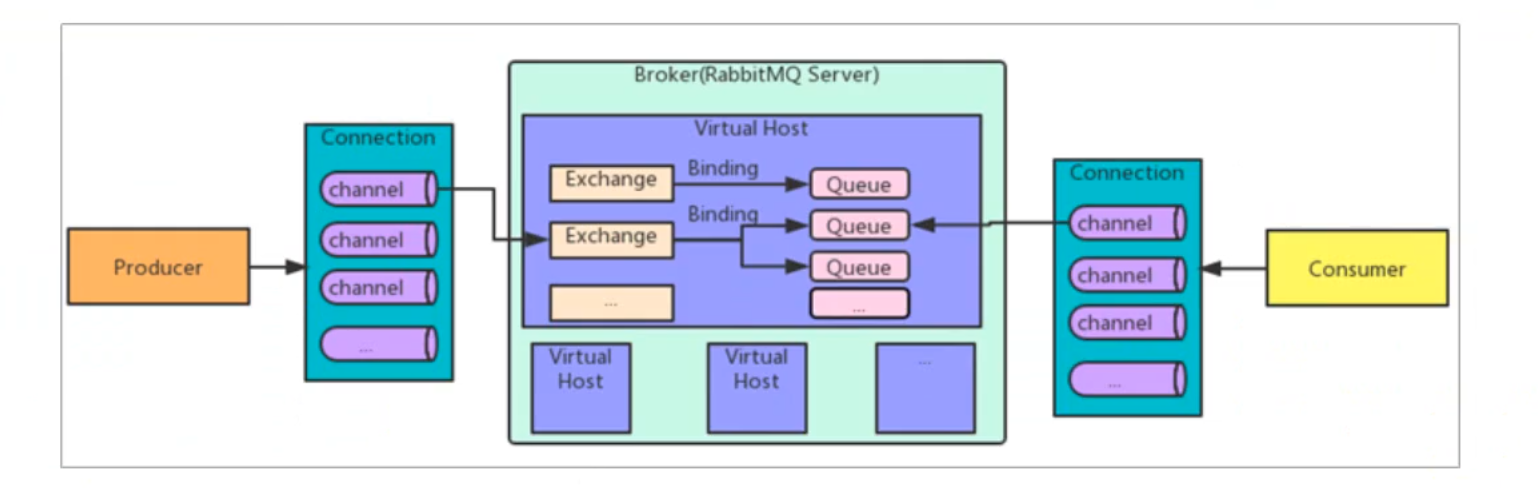 Broker(RabbitMQ Server)
Connection
channel
channel
channel
...
Producer
Virtual Host
Exchange
Binding
Queue
Exchange
Binding
Queue
Queue
...
...
Virtual
Host
Virtual
Host
...
Connection
channel
channel
channel
...
Consumer